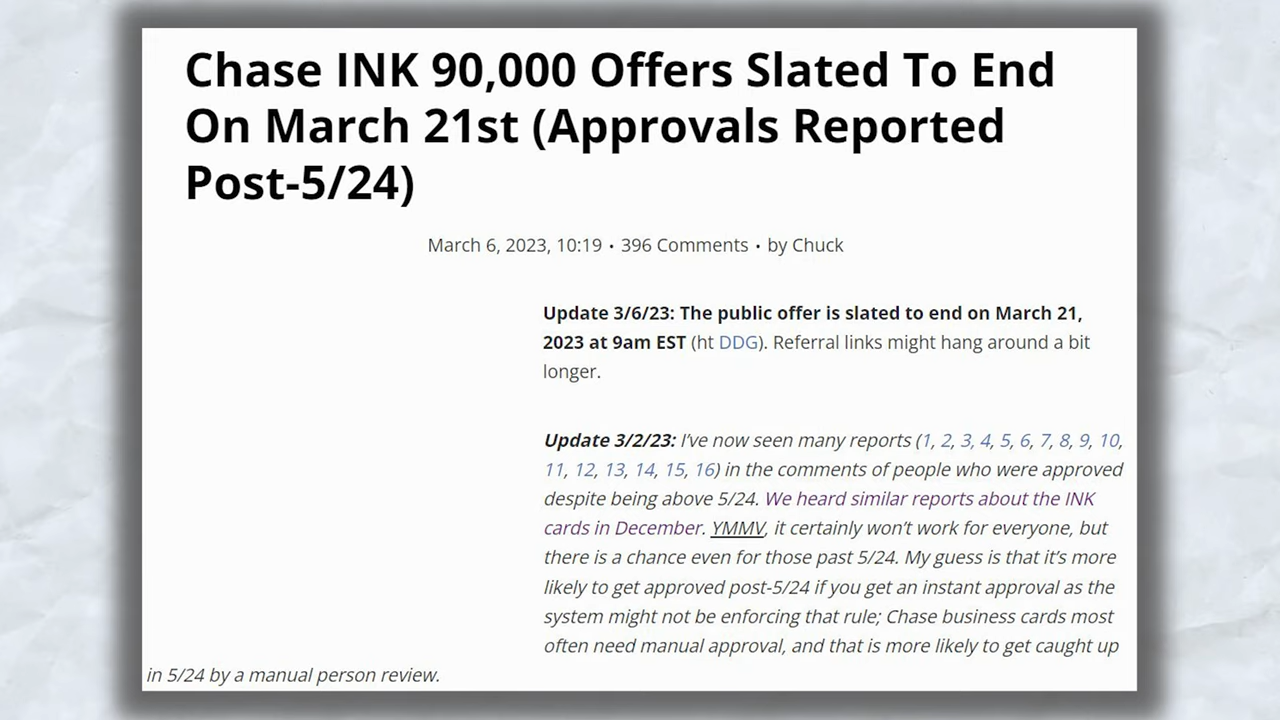 Chase INK 90,000 Offers Slated To End
On March 21st (Approvals Reported
Post-5/24)
March 6, 2023, 10:19 • 396 Comments • by Chuck
Update 3/6/23: The public offer is slated to end on March 21,
2023 at 9am EST (ht DDG). Referral links might hang around a bit
longer.
Update 3/2/23: I’ve now seen many reports (1, 2, 3, 4, 5, 6, 7, 8, 9, 10,
11, 12, 13, 14, 15, 16) in the comments of people who were approved
despite being above 5/24. We heard similar reports about the INK
cards in December. YMMV, it certainly won’t work for everyone, but
there is a chance even for those past 5/24. My guess is that it’s more
likely to get approved post-5/24 if you get an instant approval as the
system might not be enforcing that rule; Chase business cards most
often need manual approval, and that is more likely to get caught up
in 5/24 by a manual person review.